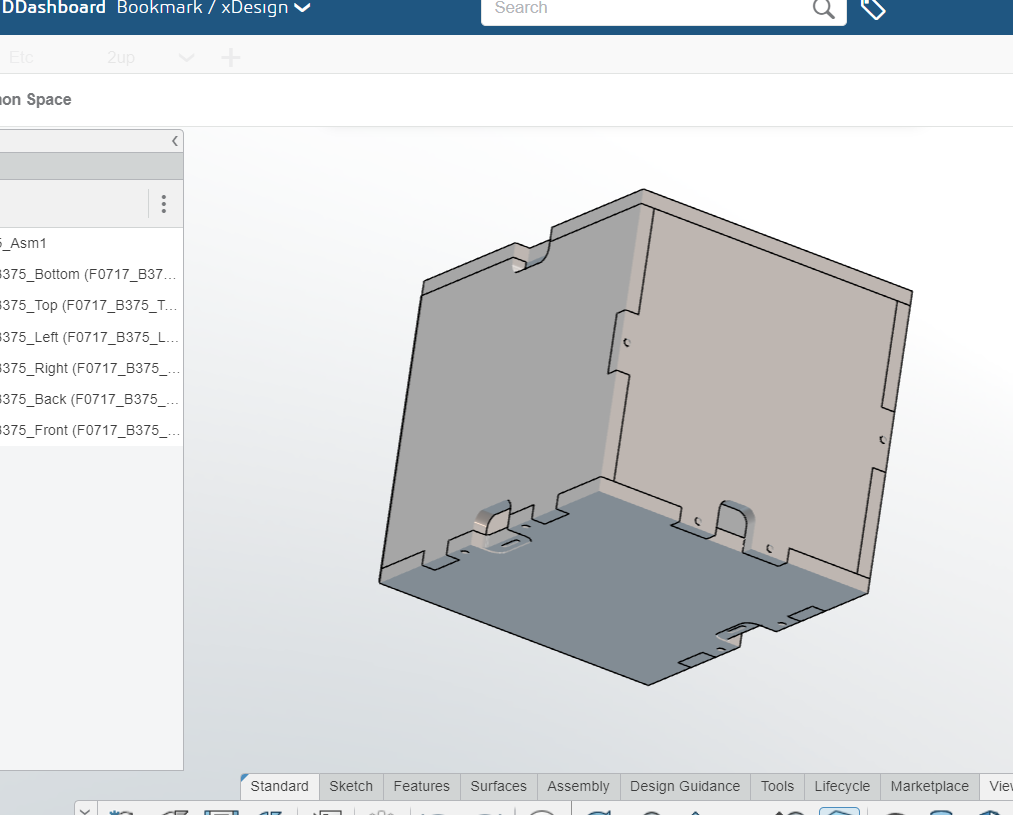 DDashboard Bookmark / xDesign
Search
Etc 2up
on Space
_Asm1
B375_Bottom (F0717_B37...
B375_Top (F0717_B375_T...
B375_Left (F0717_B375_L...
B375_Right (F0717_B375_...
B375_Back (F0717_B375_...
B375_Front (F0717_B375_...
Standard Sketch Features Surfaces Assembly Design Guidance Tools Lifecycle Marketplace View